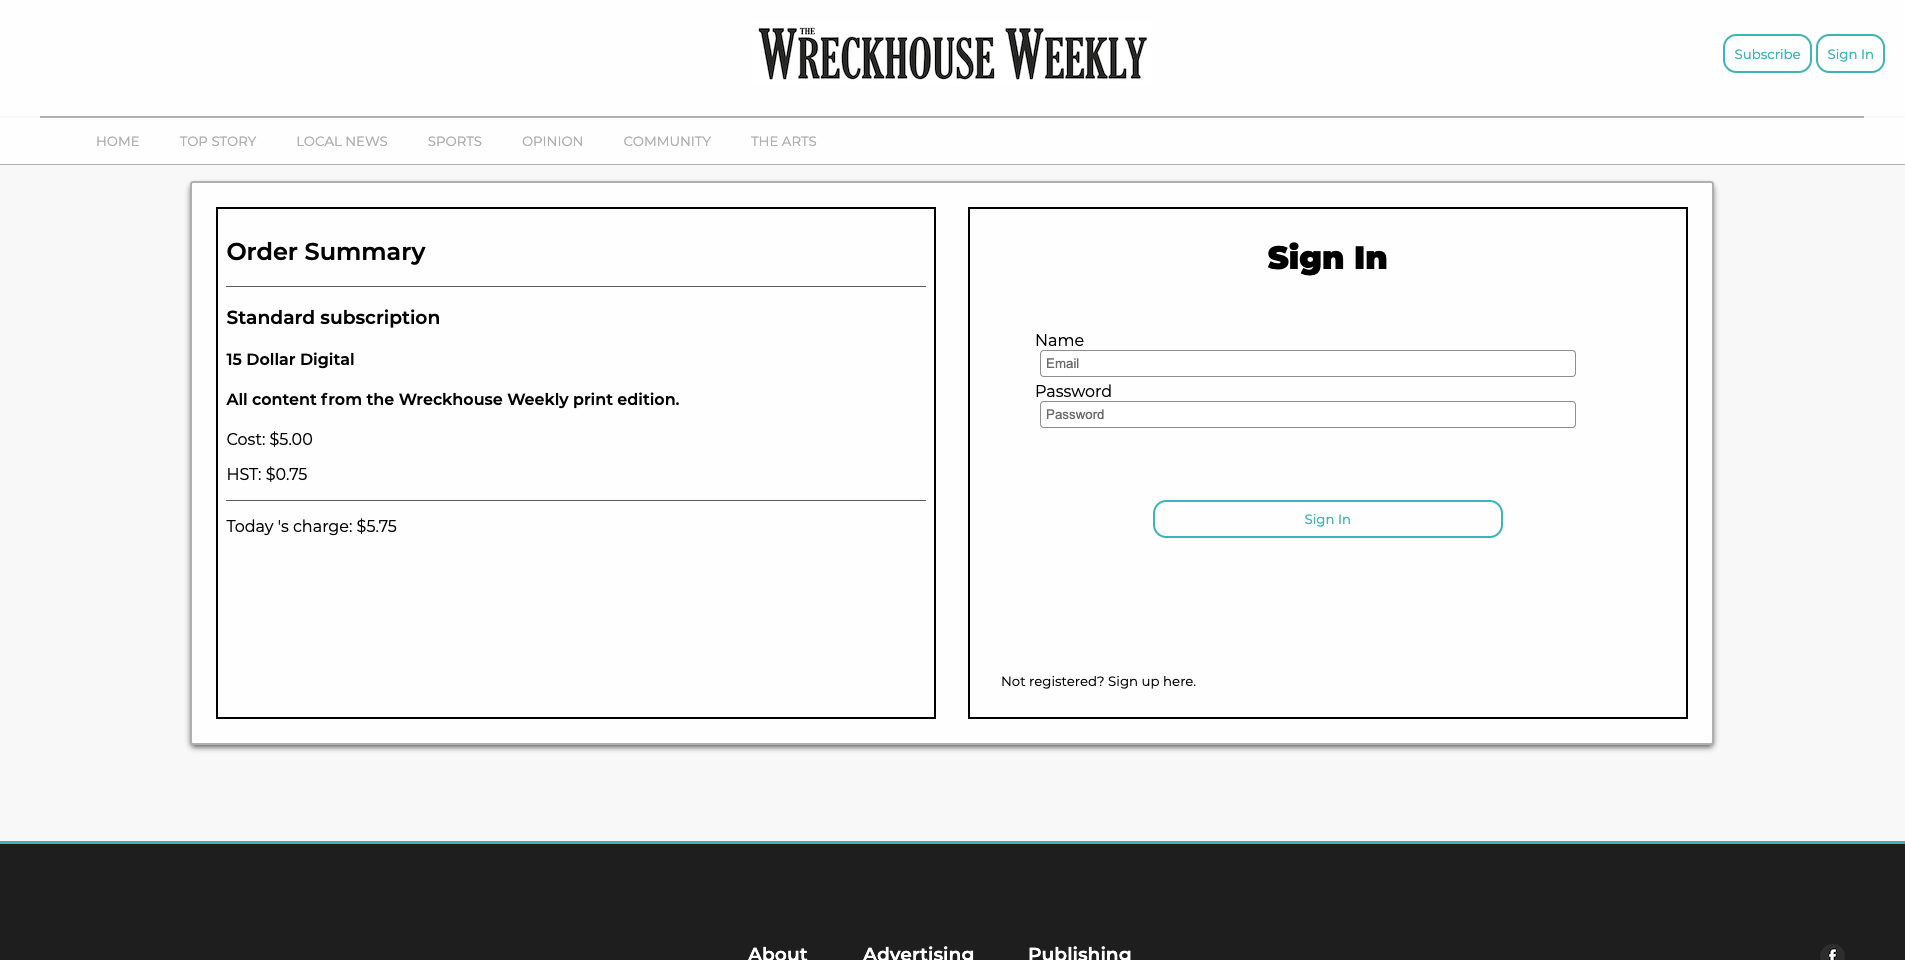 THE WRECKHOUSE WEEKLY
Subscribe
Sign In
HOME
TOP STORY
LOCAL NEWS
SPORTS
OPINION
COMMUNITY
THE ARTS
Order Summary
Standard subscription
15 Dollar Digital
All content from the Wreckhouse Weekly print edition.
Cost: $5.00
HST: $0.75
Today 's charge: $5.75
Sign In
Name
Email
Password
Password
Sign In
Not registered? Sign up here.
About
Advertising
Publishing